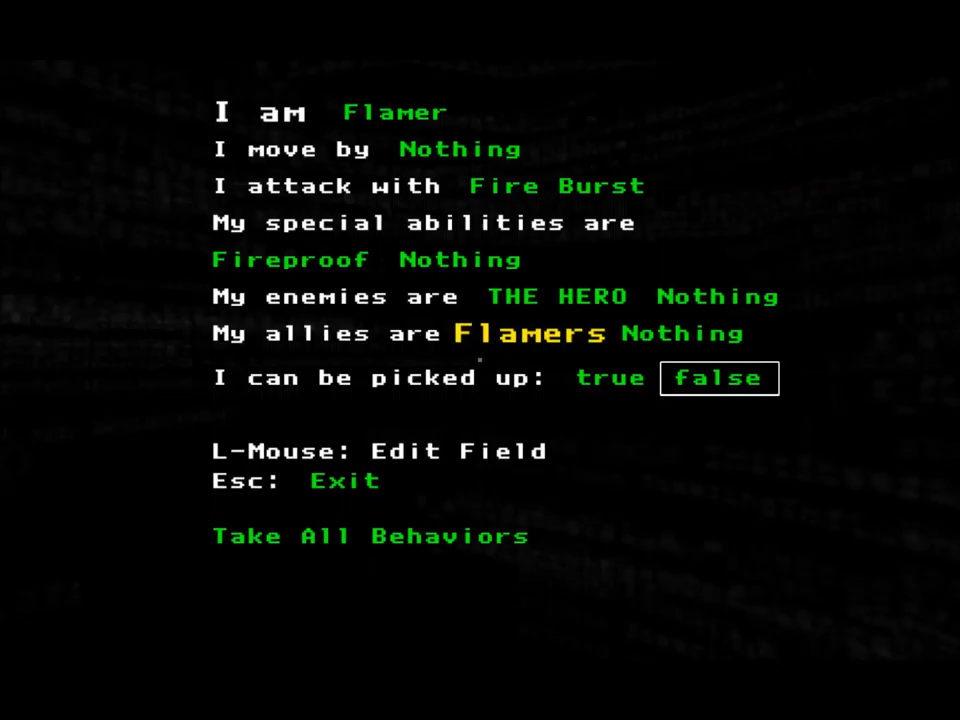 I am Flamer
I move by Nothing
I attack with Fire Burst
My special abilities are
Fireproof Nothing
My enemies are THE HERO Nothing
My allies are Flamers Nothing
I can be picked up: true false
L-Mouse: Edit Field
Esc: Exit
Take All Behaviors